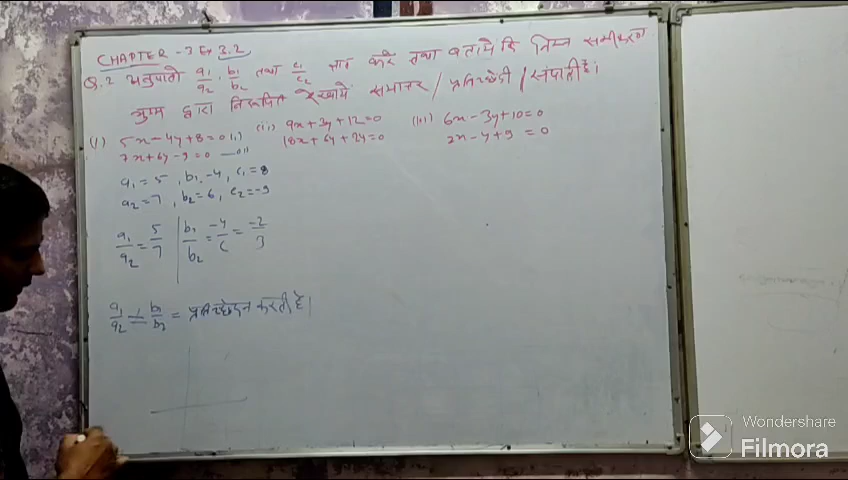 CHAPTER - 3 Ex 3.2
Q.2 अनुपातो a₁/a₂, b₁/b₂ तथा c₁/c₂ ज्ञात करे तथा बताये कि निम्न समीकरण
युग्म द्वारा निरूपित रेखाये समान्तर / प्रतिच्छेदी / संपाती है।
(i) 5x - 4y + 8 = 0 (i) (ii) 9x + 3y + 12 = 0 (iii) 6x - 3y + 10 = 0
7x + 6y - 9 = 0 — (ii) 18x + 6y + 24 = 0 2x - y + 9 = 0
a₁ = 5, b₁ - 4, c₁ = 8
a₂ = 7, b₂ = 6, c₂ = -9
a₁/a₂ = 5/7 | b₁/b₂ = -4/6 = -2/3
a₁/a₂ ≠ b₁/b₂ = प्रतिच्छेदन करती है।
Wondershare
Filmora